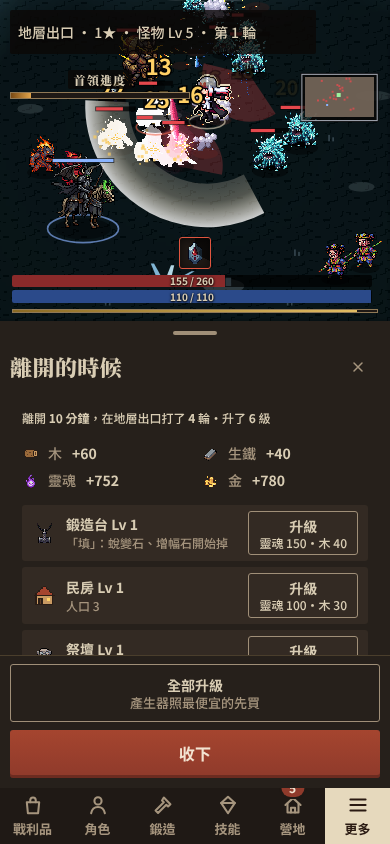 地層出口 · 1★ · 怪物 Lv 5 · 第 1 輪
13
首領進度
25
16
20
155 / 260
110 / 110
離開的時候
離開 10 分鐘，在地層出口打了 4 輪・升了 6 級
木 +60
生鐵 +40
靈魂 +752
金 +780
鍛造台 Lv 1
「填」：蛻變石、增幅石開始掉
升級
靈魂 150・木 40
民房 Lv 1
人口 3
升級
靈魂 100・木 30
祭壇 Lv 1
升級
全部升級
產生器照最便宜的先買
收下
5
戰利品
角色
鍛造
技能
營地
更多